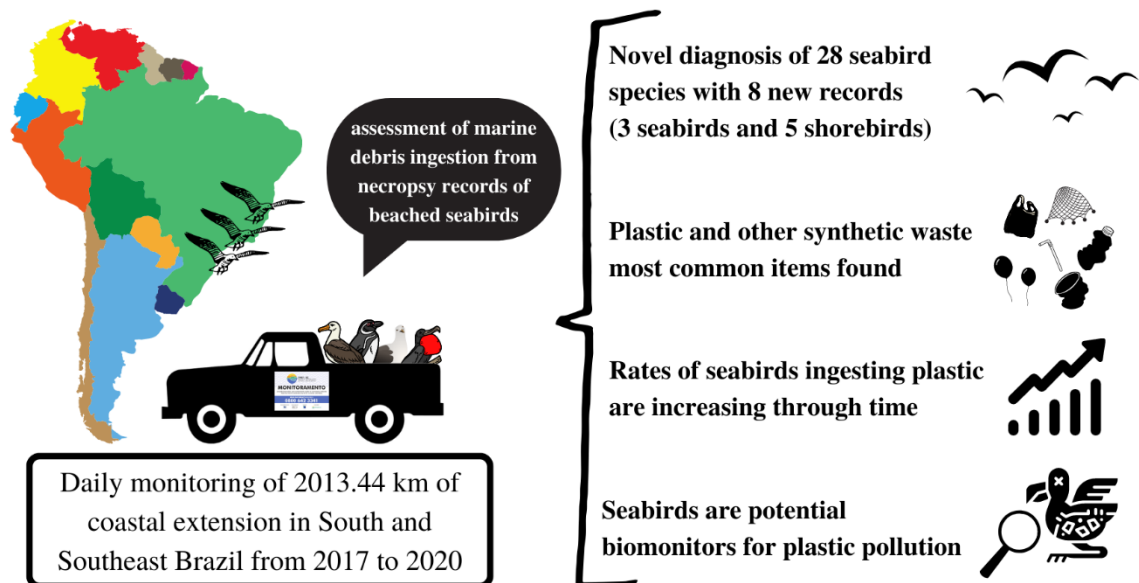 assessment of marine
debris ingestion from
necropsy records of
beached seabirds
MONITORAMENTO
Daily monitoring of 2013.44 km of
coastal extension in South and
Southeast Brazil from 2017 to 2020
Novel diagnosis of 28 seabird
species with 8 new records
(3 seabirds and 5 shorebirds)
Plastic and other synthetic waste
most common items found
Rates of seabirds ingesting plastic
are increasing through time
Seabirds are potential
biomonitors for plastic pollution